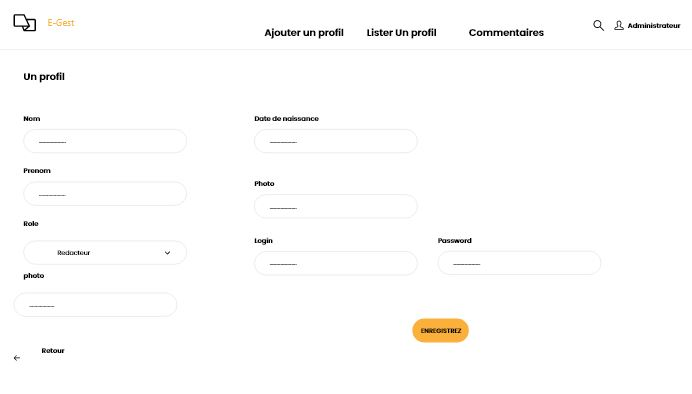 E-Gest
Ajouter un profil
Lister Un profil
Commentaires
Administrateur
Un profil
Nom
Date de naissance
Prenom
Photo
Role
Redacteur
Login
Password
photo
ENREGISTREZ
Retour